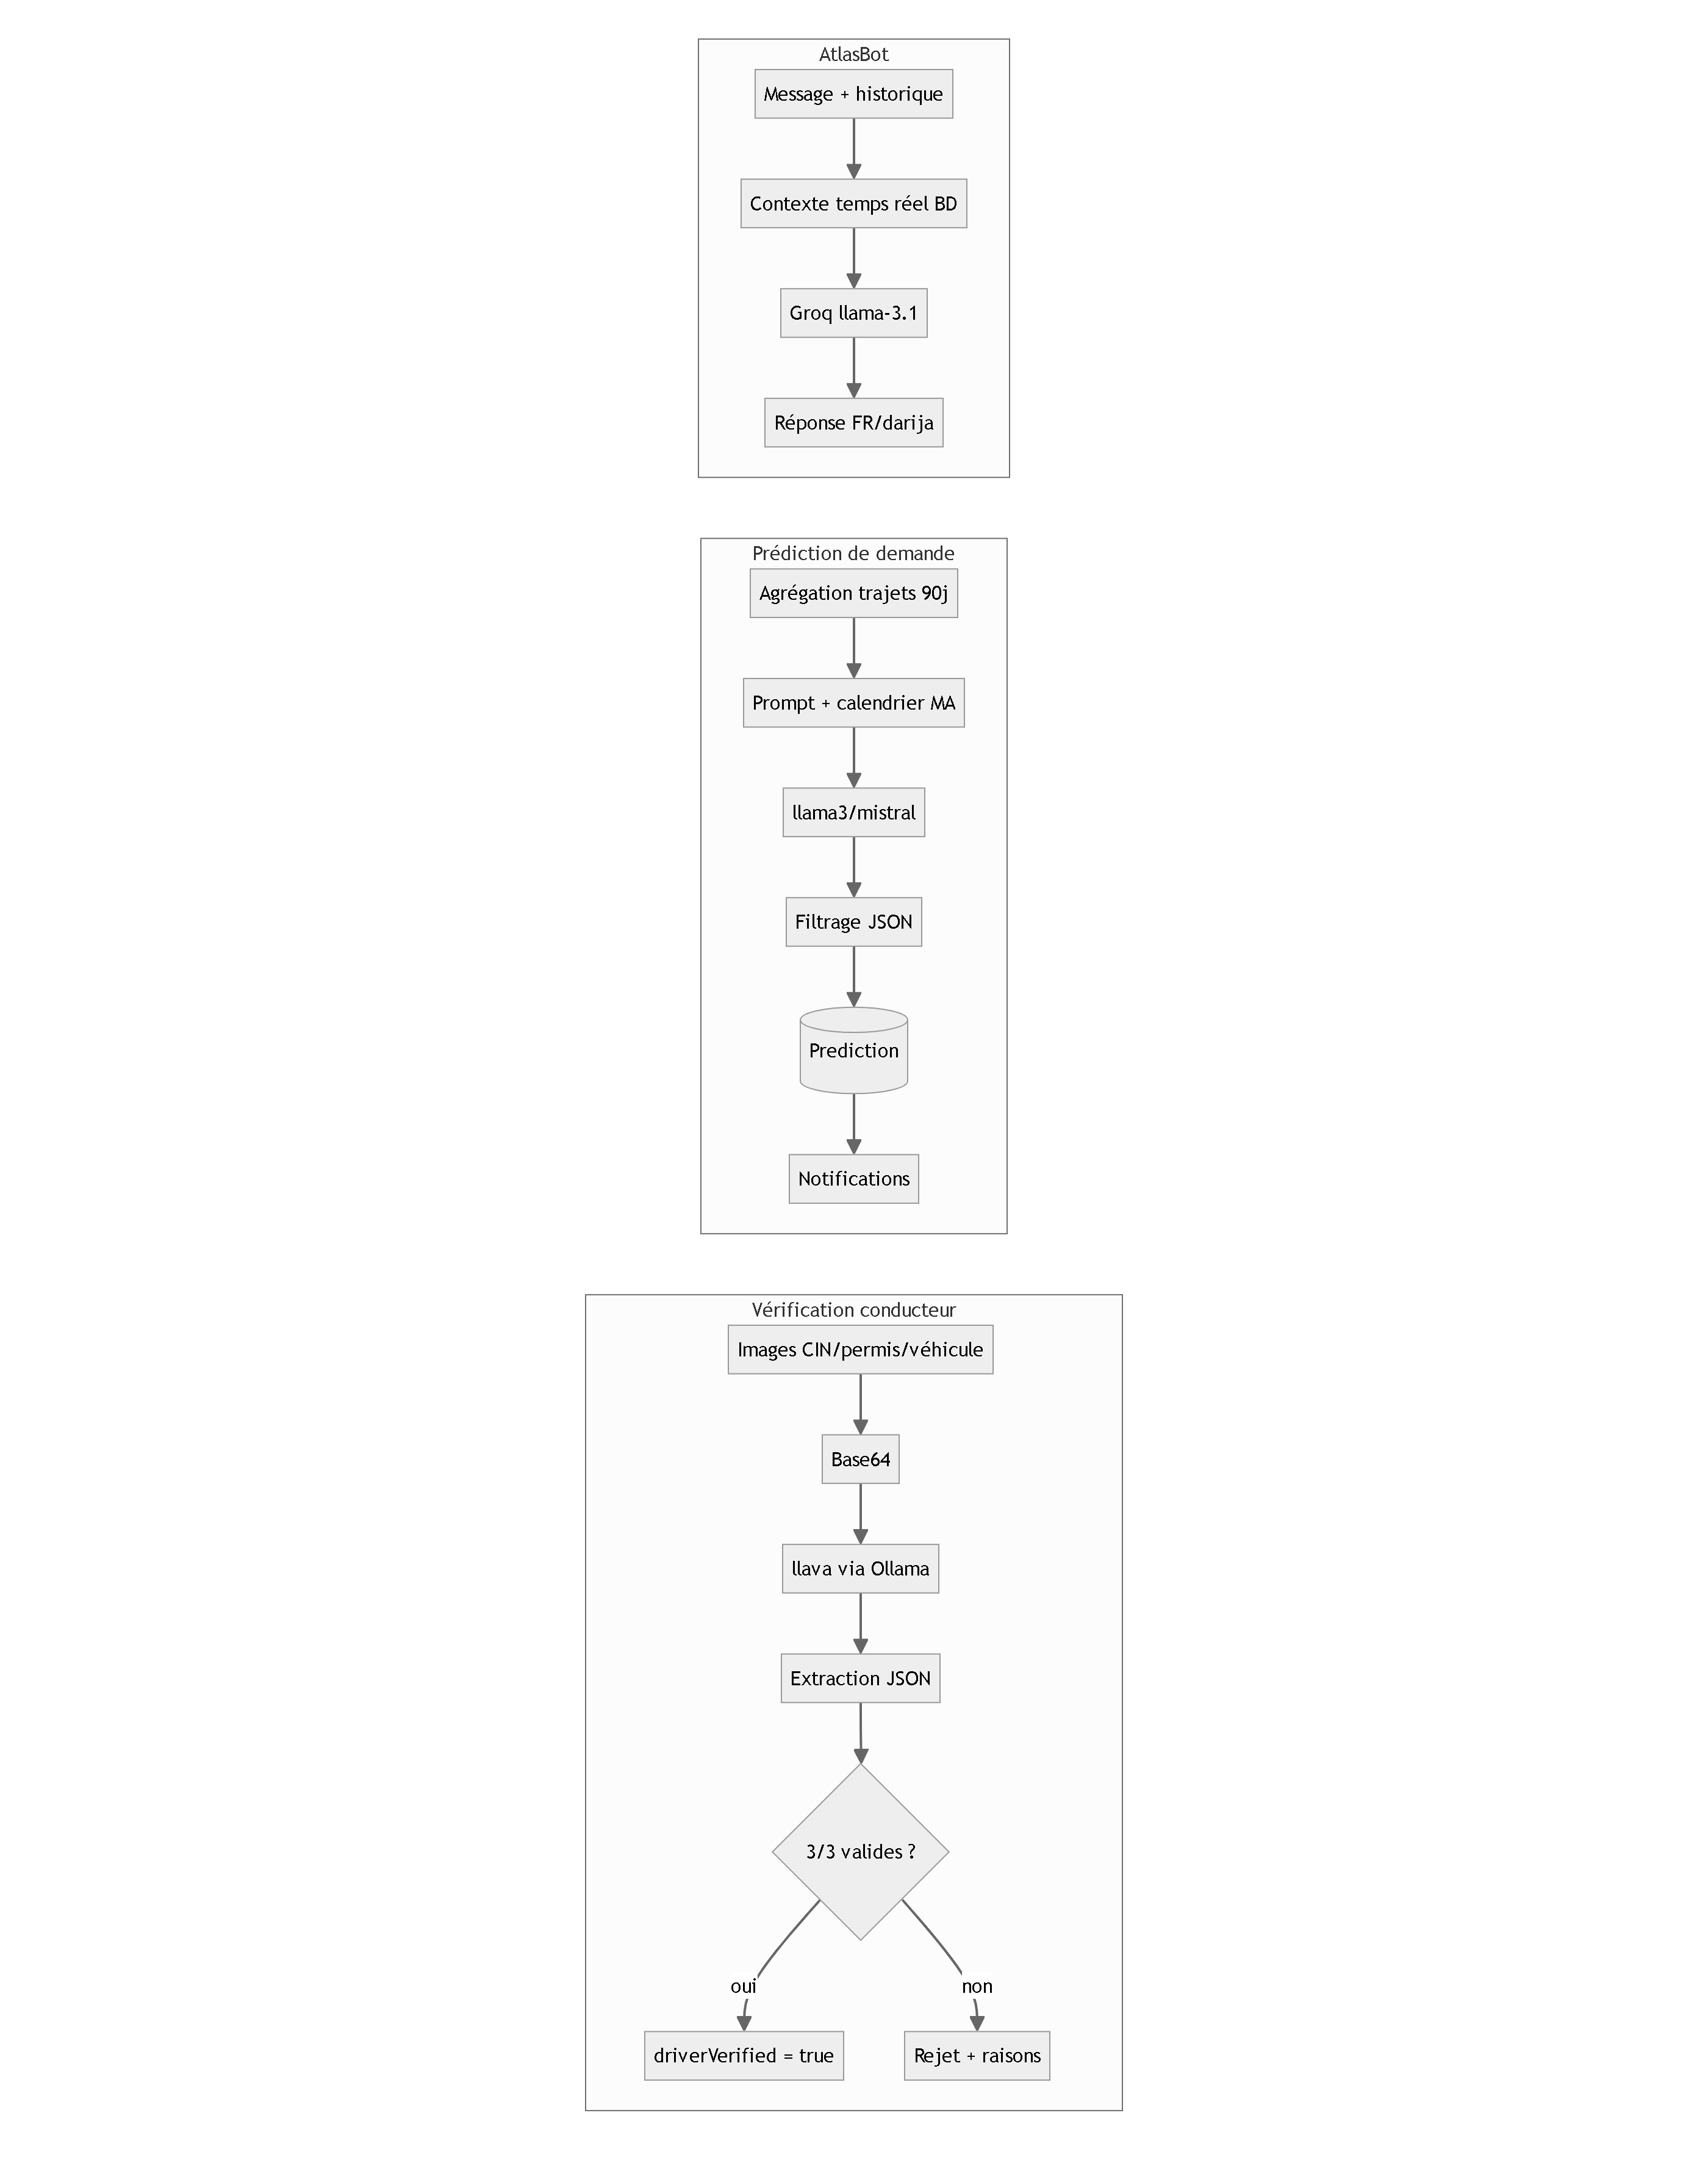 AtlasBot
Message + historique
Contexte temps réel BD
Groq llama-3.1
Réponse FR/darija
Prédiction de demande
Agrégation trajets 90j
Prompt + calendrier MA
llama3/mistral
Filtrage JSON
Prediction
Notifications
Vérification conducteur
Images CIN/permis/véhicule
Base64
llava via Ollama
Extraction JSON
3/3 valides ?
oui
non
driverVerified = true
Rejet + raisons